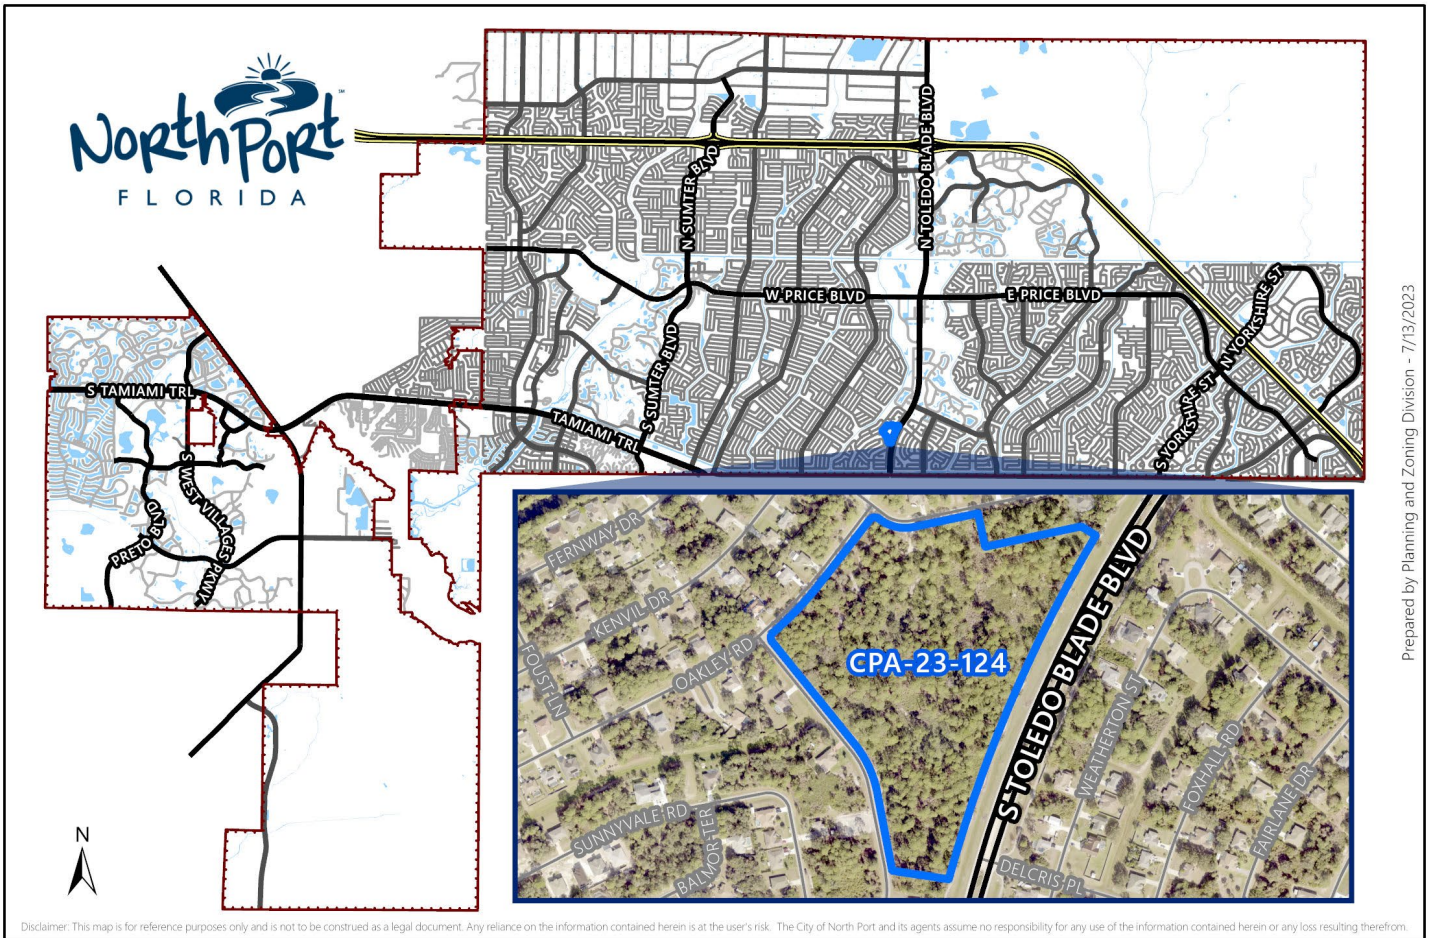 North Port™
FLORIDA
N SUMTER BLVD
N TOLEDO BLADE BLVD
W PRICE BLVD
E PRICE BLVD
N YORKSHIRE ST
S YORKSHIRE ST
S SUMTER BLVD
S TAMIAMI TRL
TAMIAMI TRL
S WEST VILLAGES PKWY
PRETO BLVD
FERNWAY DR
KENVIL DR
OAKLEY RD
FOUST LN
CPA-23-124
S TOLEDO BLADE BLVD
WEATHERTON ST
FOXHALL RD
FAIRLANE DR
SUNNYVALE RD
BALMOR TER
DELCRIS PL
N
Prepared by Planning and Zoning Division - 7/13/2023
Disclaimer: This map is for reference purposes only and is not to be construed as a legal document. Any reliance on the information contained herein is at the user's risk. The City of North Port and its agents assume no responsibility for any use of the information contained herein or any loss resulting therefrom.